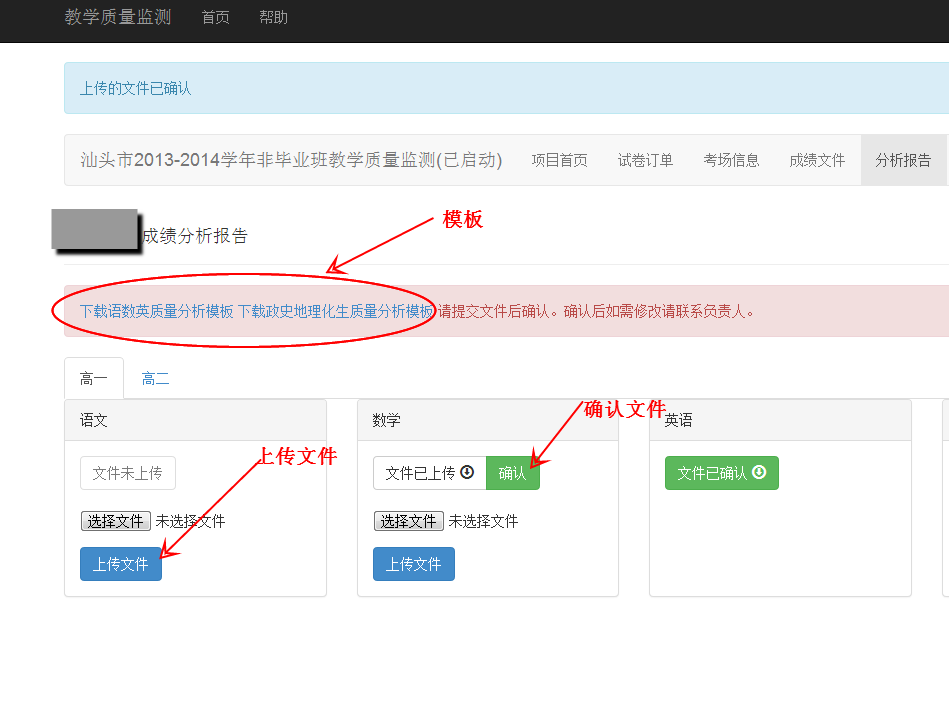 教学质量监测 首页 帮助
上传的文件已确认
汕头市2013-2014学年非毕业班教学质量监测(已启动) 项目首页 试卷订单 考场信息 成绩文件 分析报告
模板
成绩分析报告
下载语数英质量分析模板 下载政史地理化生质量分析模板 请提交文件后确认。确认后如需修改请联系负责人。
高一 高二
确认文件
语文 数学 英语
上传文件
文件未上传 文件已上传 确认 文件已确认
选择文件 未选择文件 选择文件 未选择文件
上传文件 上传文件